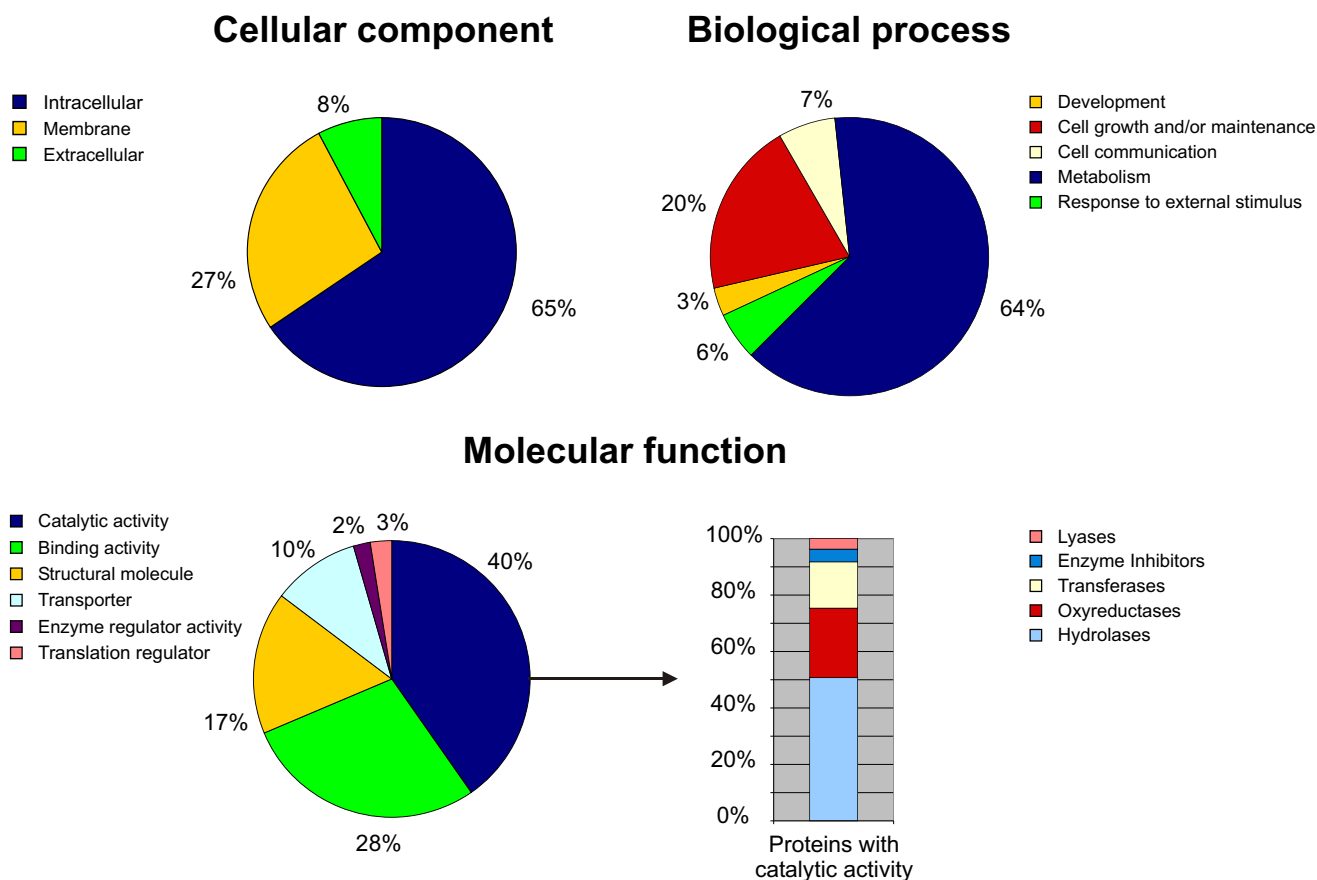 Cellular component
Intracellular
Membrane
Extracellular
8%
27%
65%
Biological process
7%
20%
3%
6%
64%
Development
Cell growth and/or maintenance
Cell communication
Metabolism
Response to external stimulus
Molecular function
Catalytic activity
Binding activity
Structural molecule
Transporter
Enzyme regulator activity
Translation regulator
2%
3%
10%
40%
17%
28%
100%
80%
60%
40%
20%
0%
Proteins with
catalytic activity
Lyases
Enzyme Inhibitors
Transferases
Oxyreductases
Hydrolases